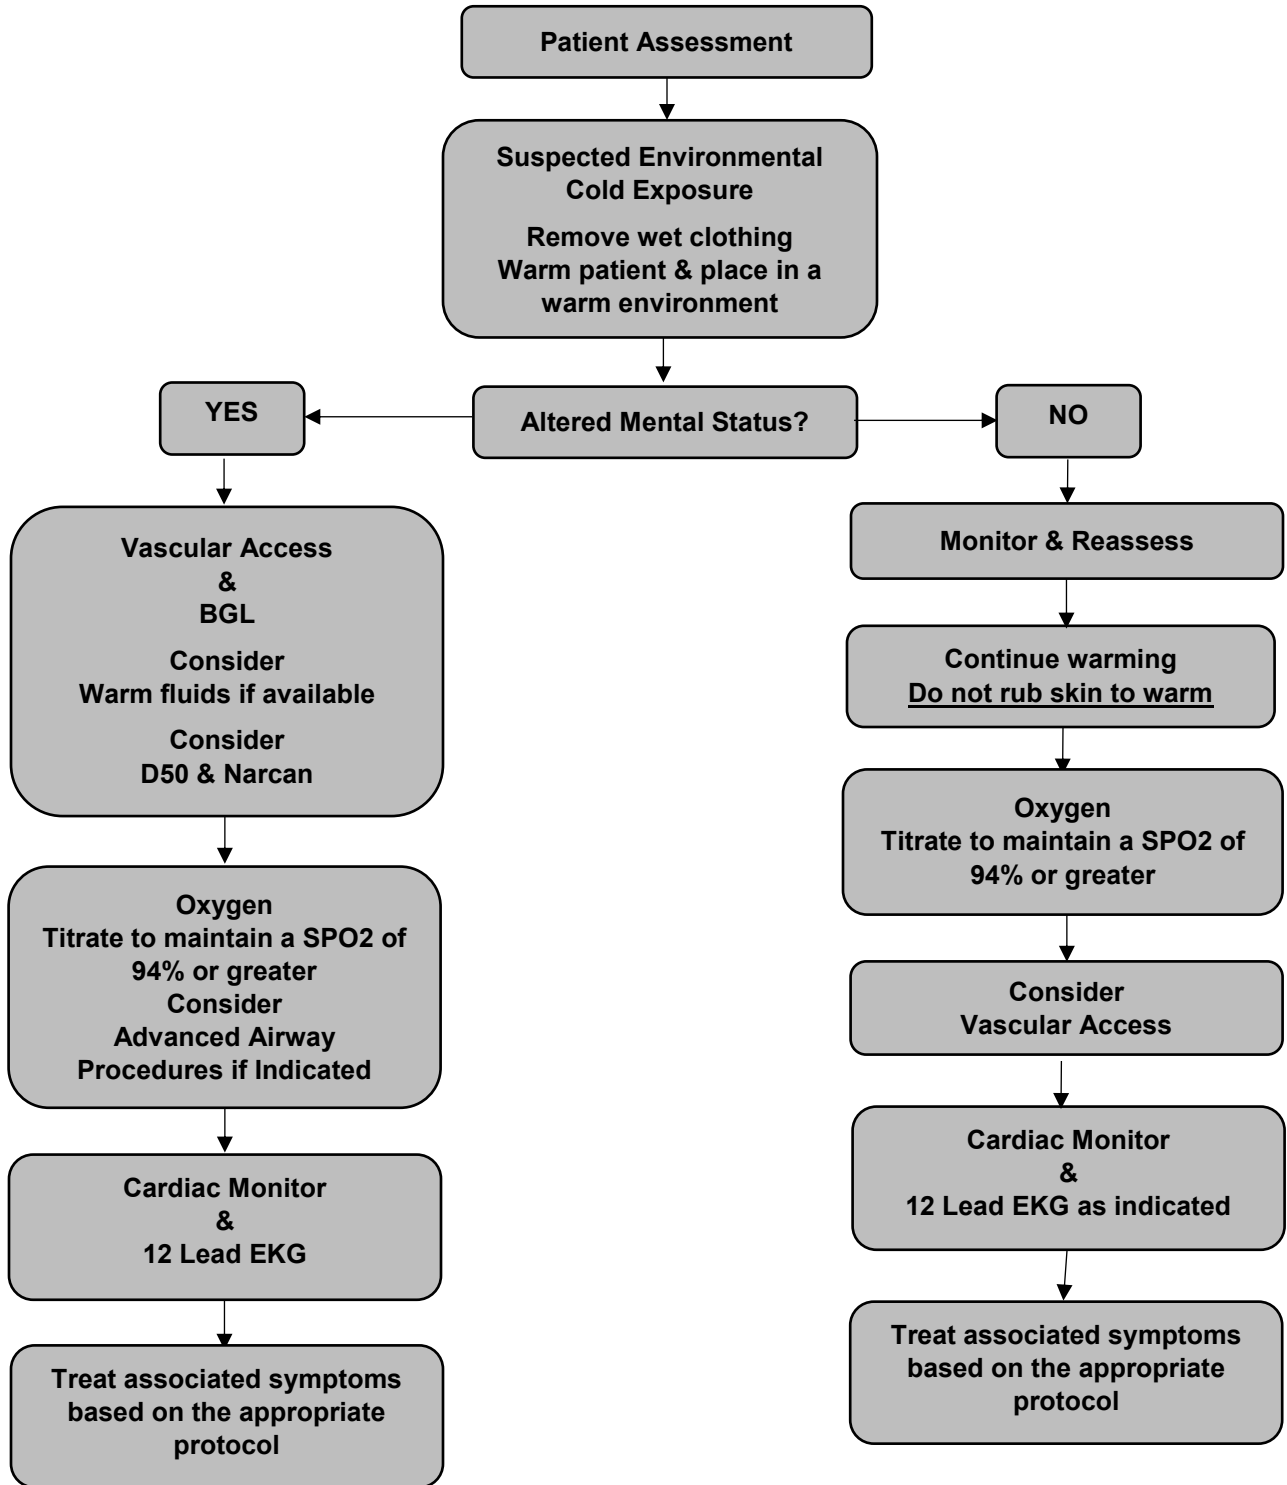 Patient Assessment
Suspected Environmental
Cold Exposure
Remove wet clothing
Warm patient & place in a
warm environment
YES
Altered Mental Status?
NO
Vascular Access
&
BGL
Consider
Warm fluids if available
Consider
D50 & Narcan
Oxygen
Titrate to maintain a SPO2 of
94% or greater
Consider
Advanced Airway
Procedures if Indicated
Cardiac Monitor
&
12 Lead EKG
Treat associated symptoms
based on the appropriate
protocol
Monitor & Reassess
Continue warming
Do not rub skin to warm
Oxygen
Titrate to maintain a SPO2 of
94% or greater
Consider
Vascular Access
Cardiac Monitor
&
12 Lead EKG as indicated
Treat associated symptoms
based on the appropriate
protocol